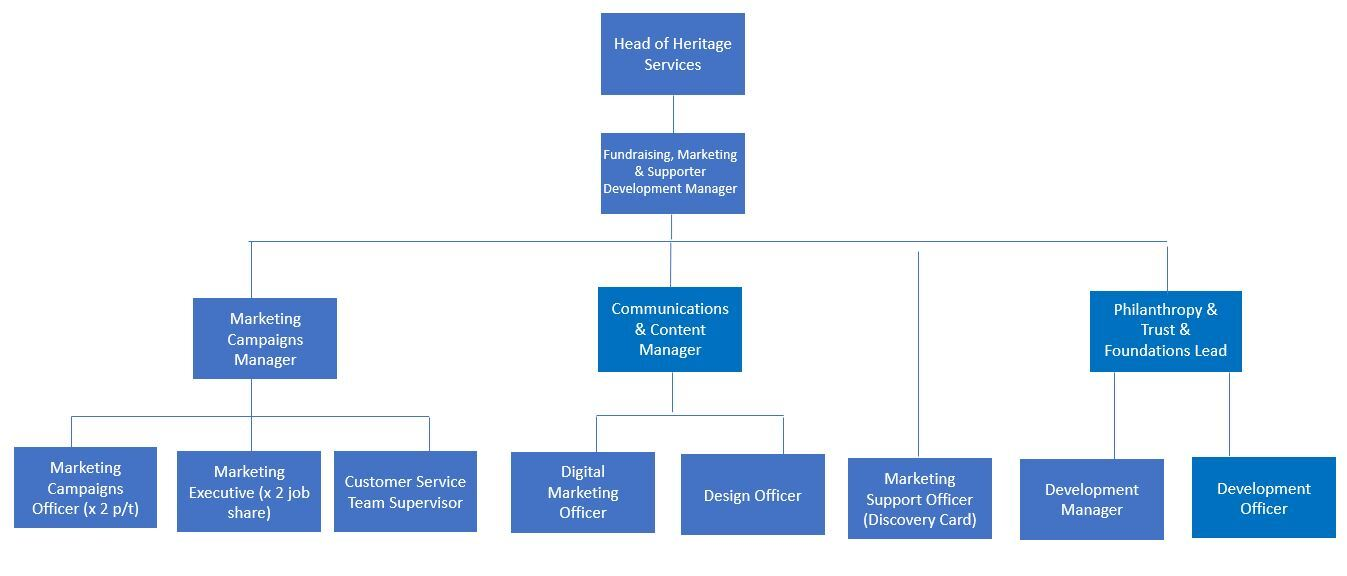 Head of Heritage
Services
Fundraising, Marketing
& Supporter
Development Manager
Marketing
Campaigns
Manager
Communications
& Content
Manager
Philanthropy &
Trust &
Foundations Lead
Marketing
Campaigns
Officer (x 2 p/t)
Marketing
Executive (x 2 job
share)
Customer Service
Team Supervisor
Digital
Marketing
Officer
Design Officer
Marketing
Support Officer
(Discovery Card)
Development
Manager
Development
Officer